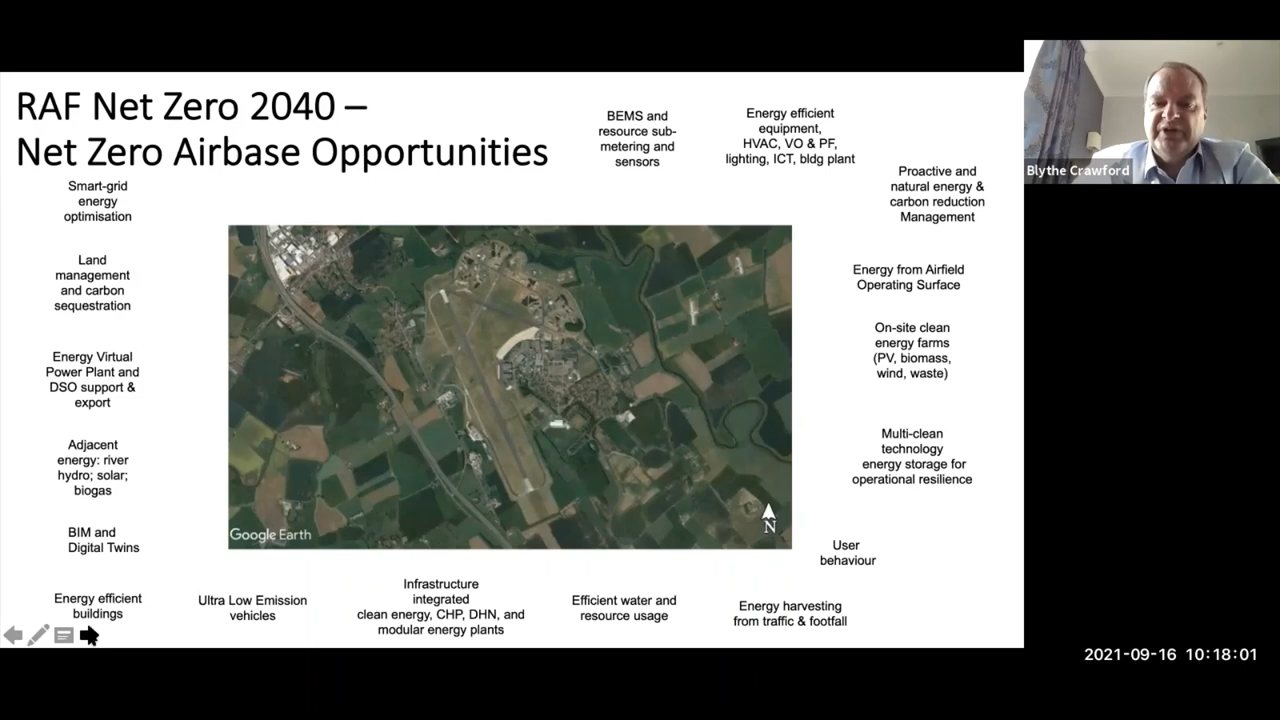 RAF Net Zero 2040 –
Net Zero Airbase Opportunities
BEMS and
resource sub-
metering and
sensors
Energy efficient
equipment,
HVAC, VO & PF,
lighting, ICT, bldg plant
Proactive and
natural energy &
carbon reduction
Management
Energy from Airfield
Operating Surface
On-site clean
energy farms
(PV, biomass,
wind, waste)
Multi-clean
technology
energy storage for
operational resilience
User
behaviour
Smart-grid
energy
optimisation
Land
management
and carbon
sequestration
Energy Virtual
Power Plant and
DSO support &
export
Adjacent
energy: river
hydro; solar;
biogas
BIM and
Digital Twins
Energy efficient
buildings
Ultra Low Emission
vehicles
Infrastructure
integrated
clean energy, CHP, DHN, and
modular energy plants
Efficient water and
resource usage
Energy harvesting
from traffic & footfall
Google Earth
N
Blythe Crawford
2021-09-16 10:18:01